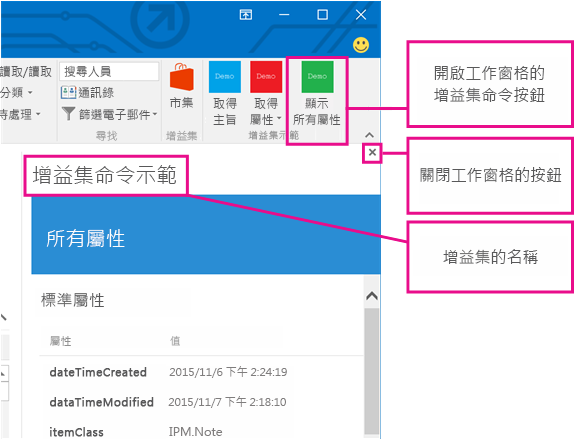 讀取/讀取
分類
待處理
搜尋人員
通訊錄
篩選電子郵件
尋找
市集
增益集
Demo
取得
主旨
Demo
取得
屬性
Demo
顯示
所有屬性
增益集示範
增益集命令示範
所有屬性
標準屬性
屬性 值
dateTimeCreated 2015/11/6 下午 2:24:19
dataTimeModified 2015/11/7 下午 2:18:10
itemClass IPM.Note
開啟工作窗格的
增益集命令按鈕
關閉工作窗格的按鈕
增益集的名稱